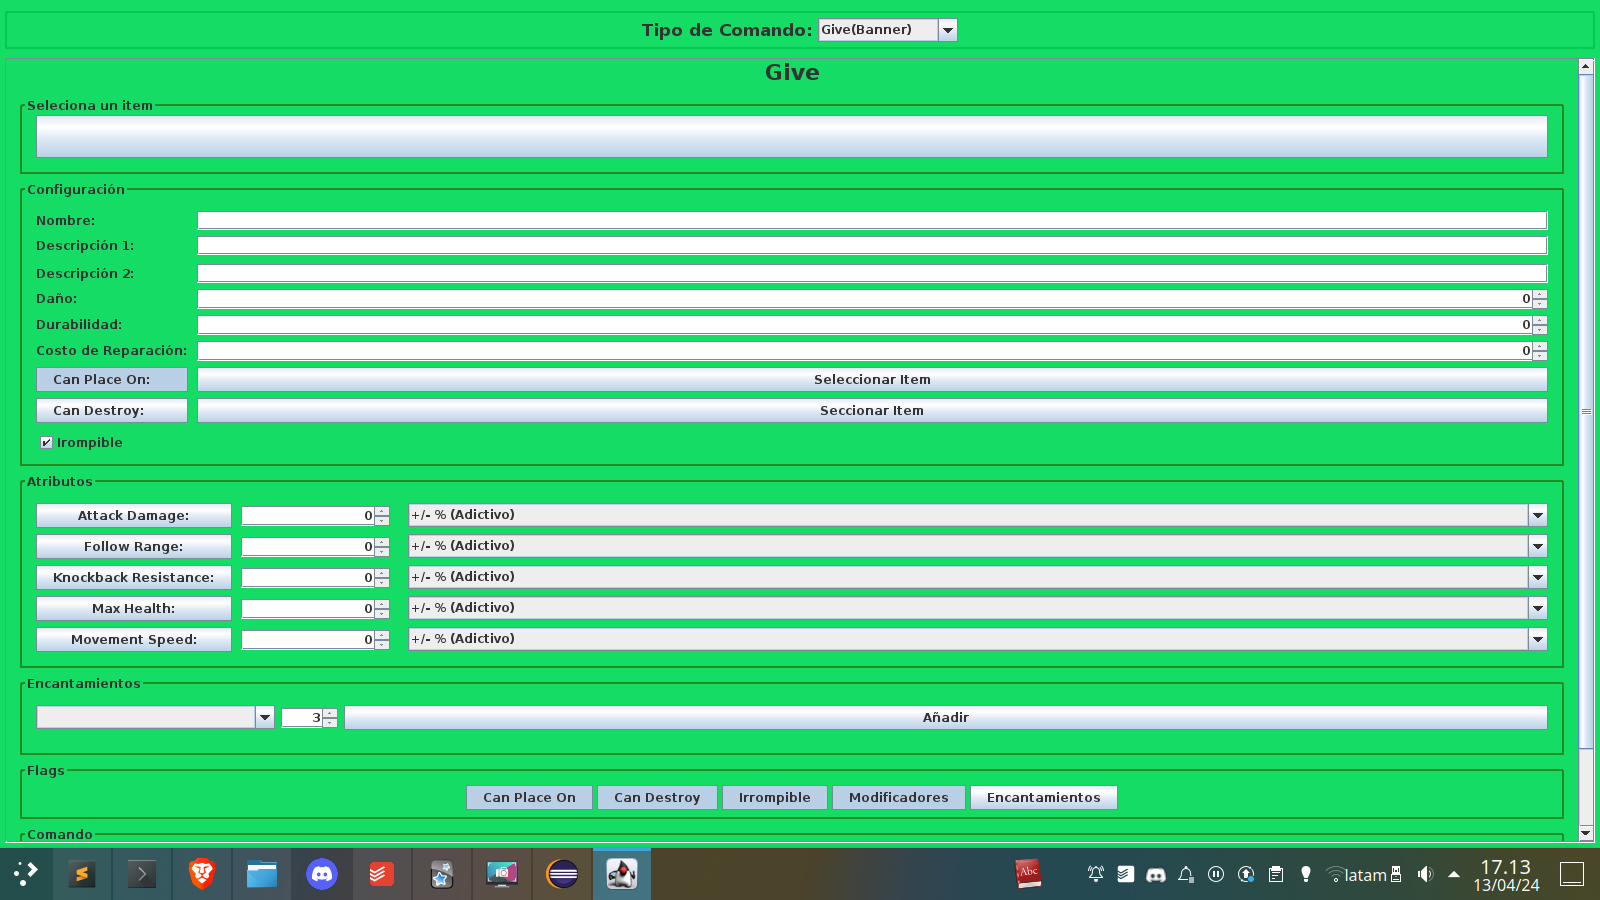 Tipo de Comando: Give(Banner)
Give
Seleciona un item
Configuración
Nombre:
Descripción 1:
Descripción 2:
Daño: 0
Durabilidad: 0
Costo de Reparación: 0
Can Place On: Seleccionar Item
Can Destroy: Seccionar Item
Irompible
Atributos
Attack Damage: 0 +/- % (Adictivo)
Follow Range: 0 +/- % (Adictivo)
Knockback Resistance: 0 +/- % (Adictivo)
Max Health: 0 +/- % (Adictivo)
Movement Speed: 0 +/- % (Adictivo)
Encantamientos
3 Añadir
Flags
Can Place On Can Destroy Irrompible Modificadores Encantamientos
Comando
Abc latam 17.13
13/04/24